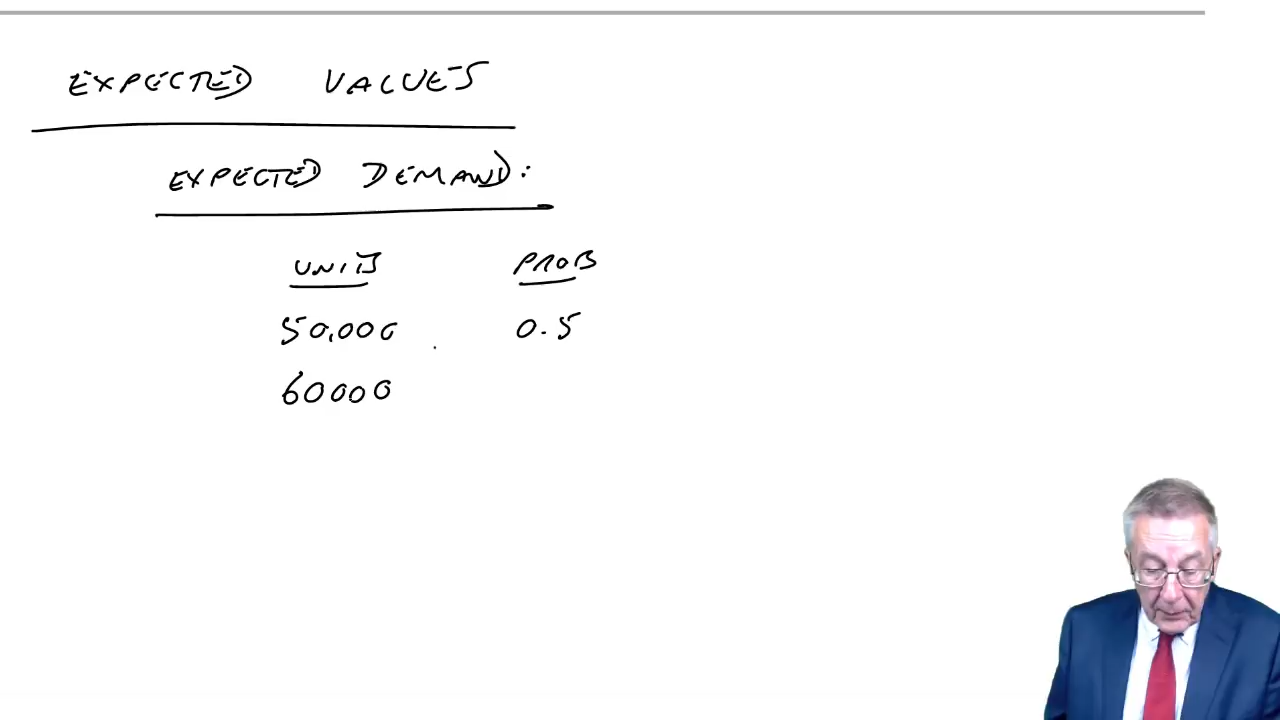 EXPECTED VALUES
EXPECTED DEMAND:
UNITS PROB
50,000 0.5
60000